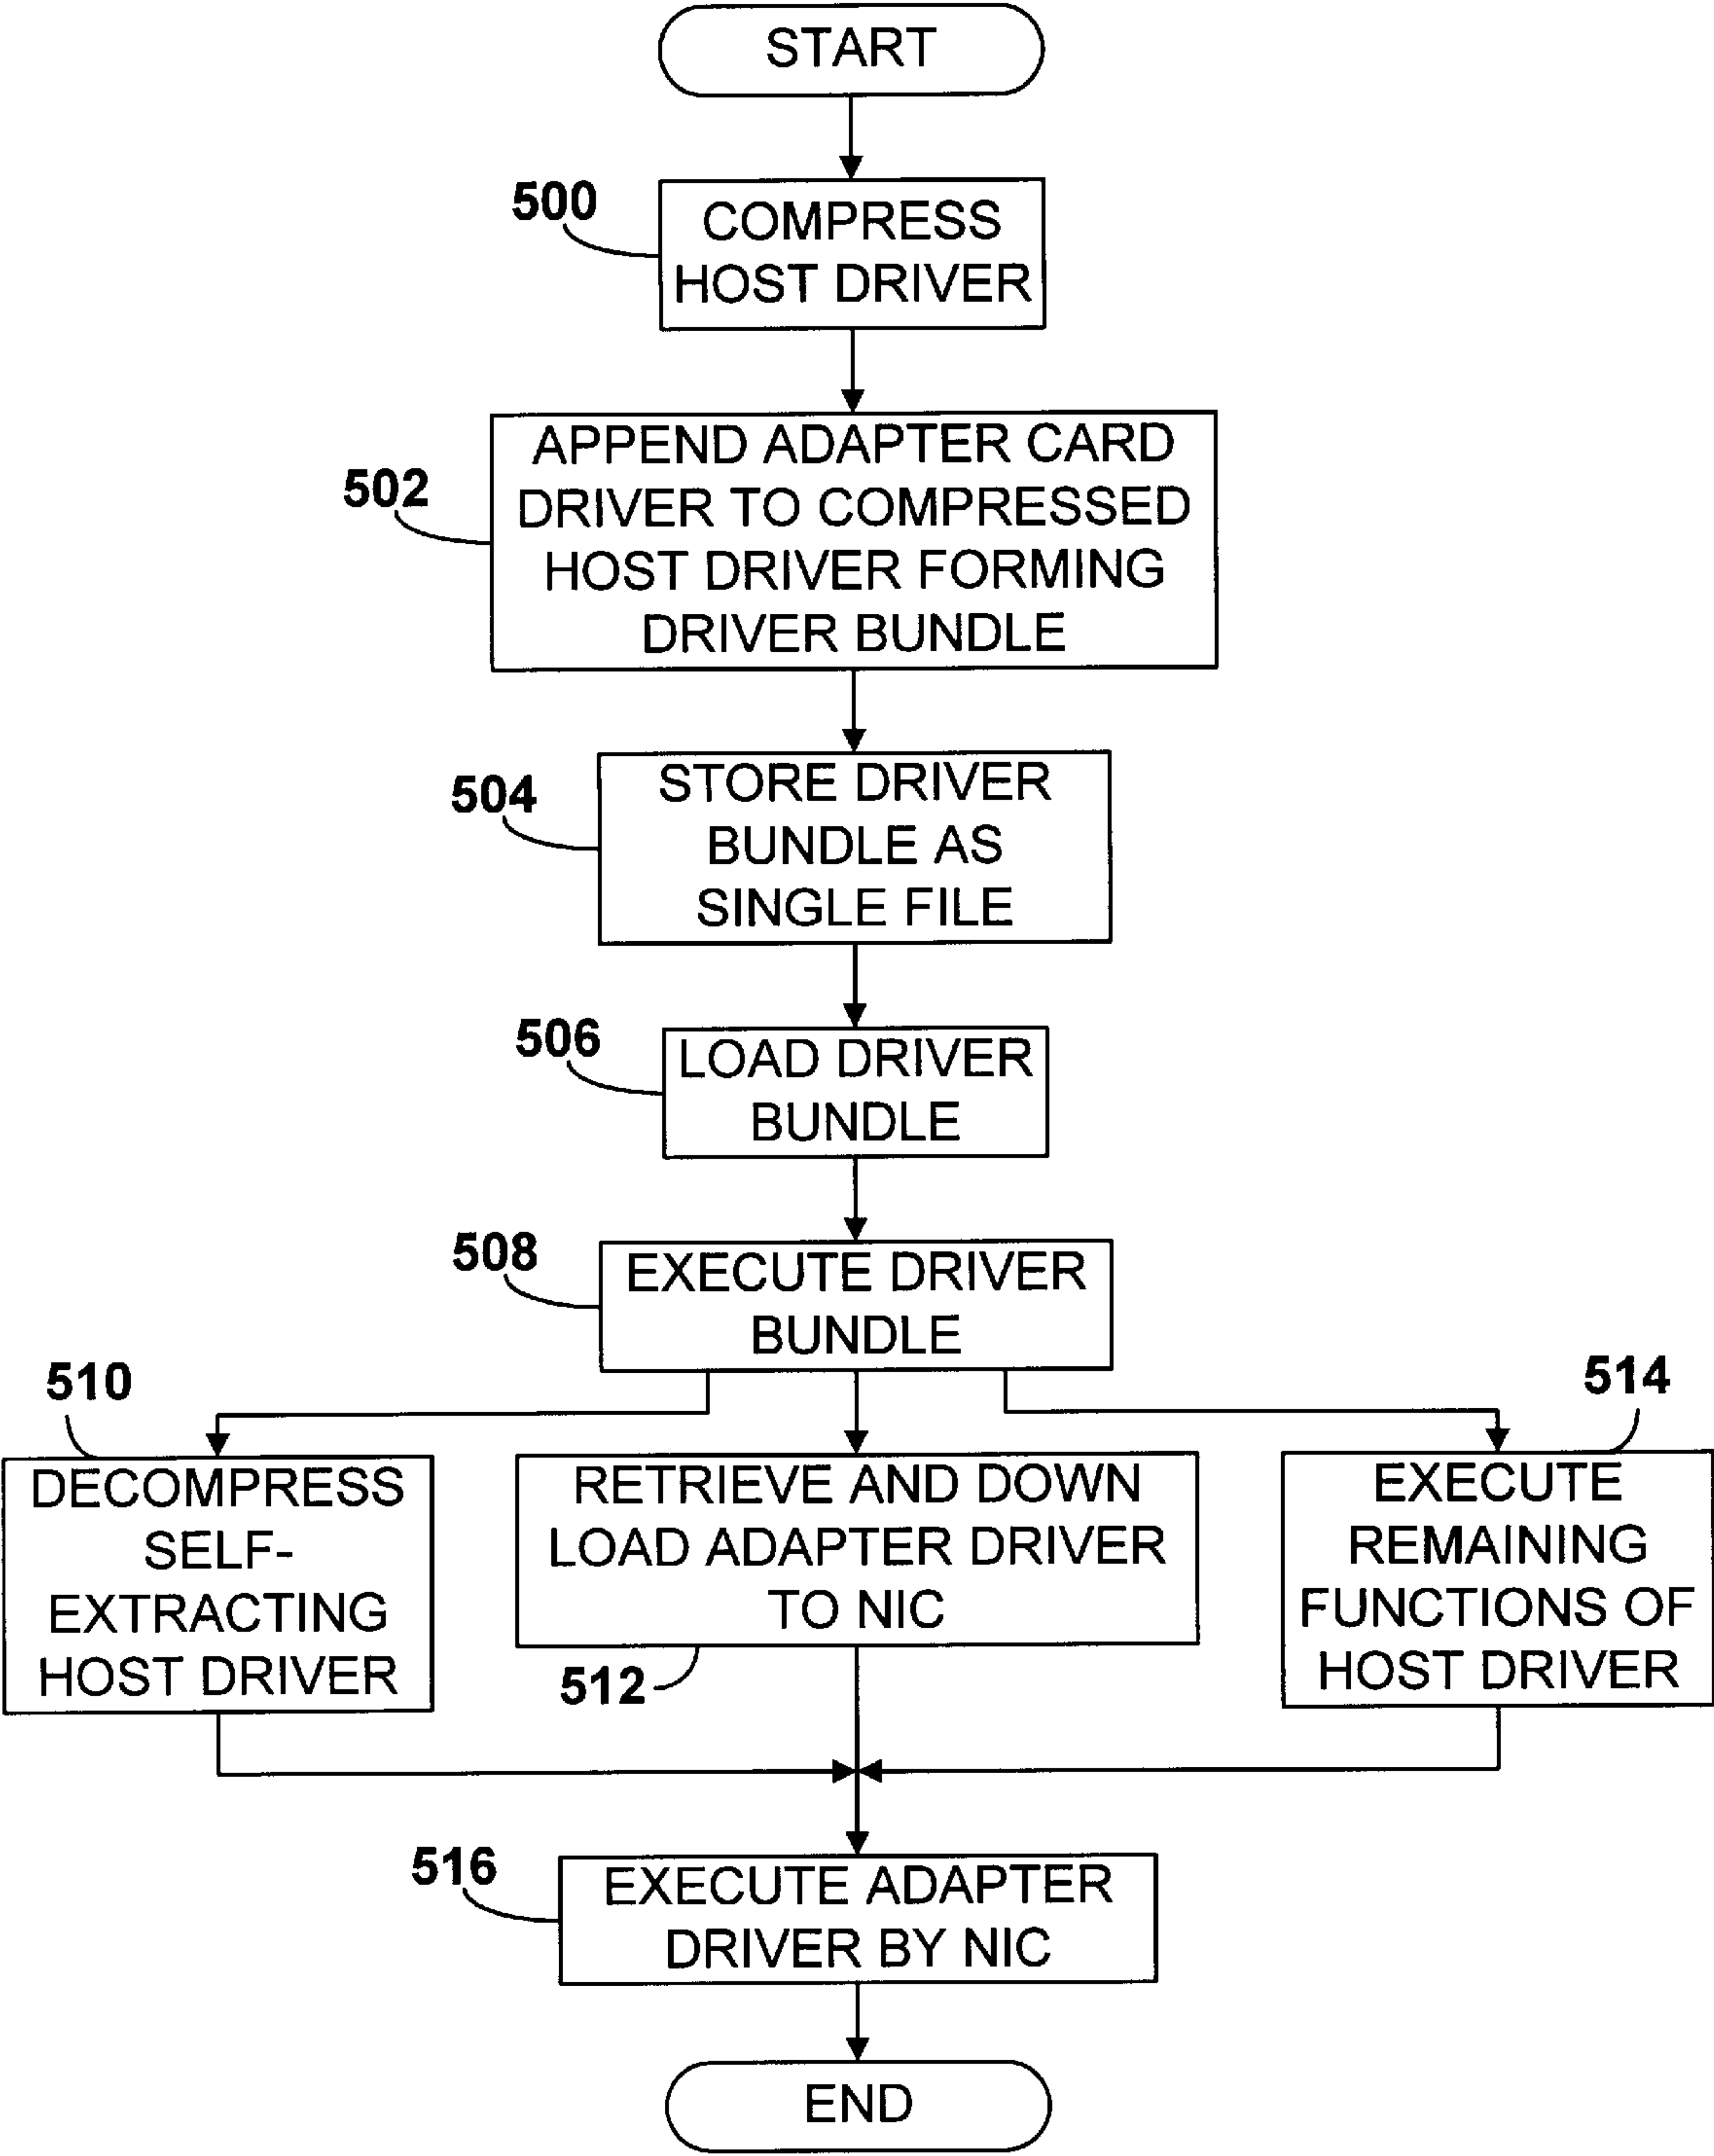 START
500
COMPRESS
HOST DRIVER
502
APPEND ADAPTER CARD
DRIVER TO COMPRESSED
HOST DRIVER FORMING
DRIVER BUNDLE
504
STORE DRIVER
BUNDLE AS
SINGLE FILE
506
LOAD DRIVER
BUNDLE
508
EXECUTE DRIVER
BUNDLE
510
DECOMPRESS
SELF-
EXTRACTING
HOST DRIVER
RETRIEVE AND DOWN
LOAD ADAPTER DRIVER
TO NIC
512
514
EXECUTE
REMAINING
FUNCTIONS OF
HOST DRIVER
516
EXECUTE ADAPTER
DRIVER BY NIC
END